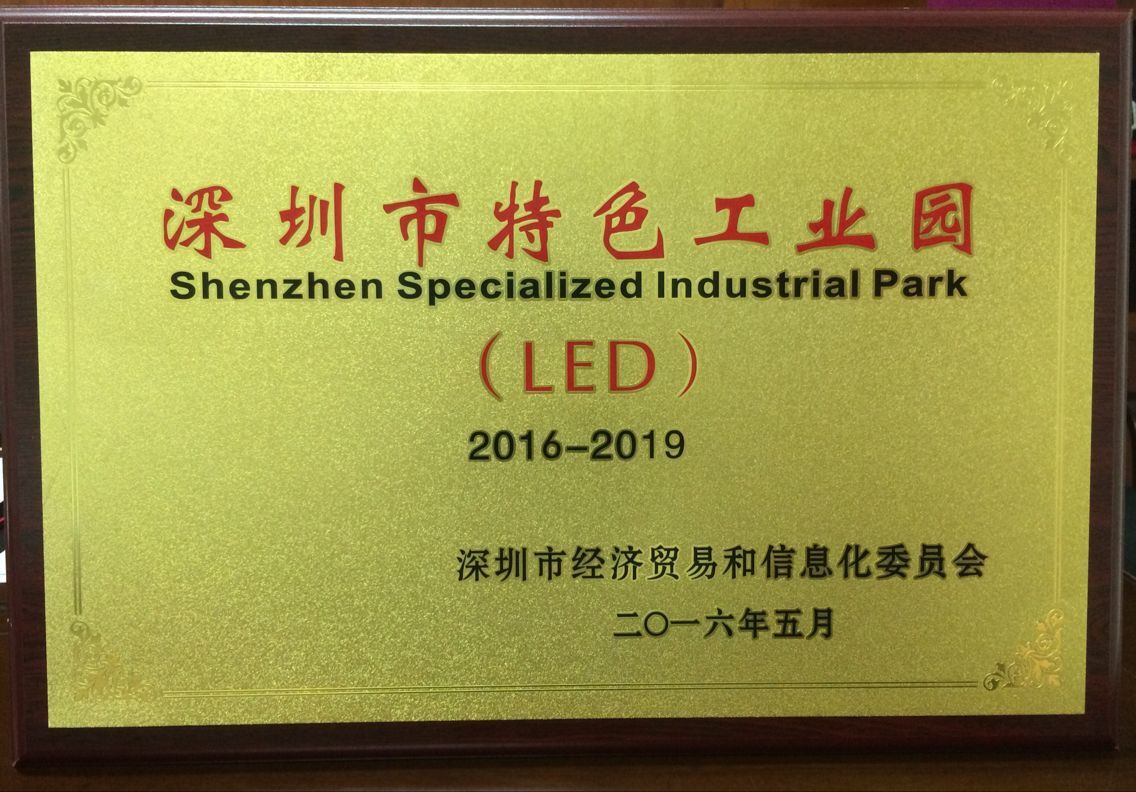 深圳市特色工业园
Shenzhen Specialized Industrial Park
（LED）
2016-2019
深圳市经济贸易和信息化委员会
二〇一六年五月